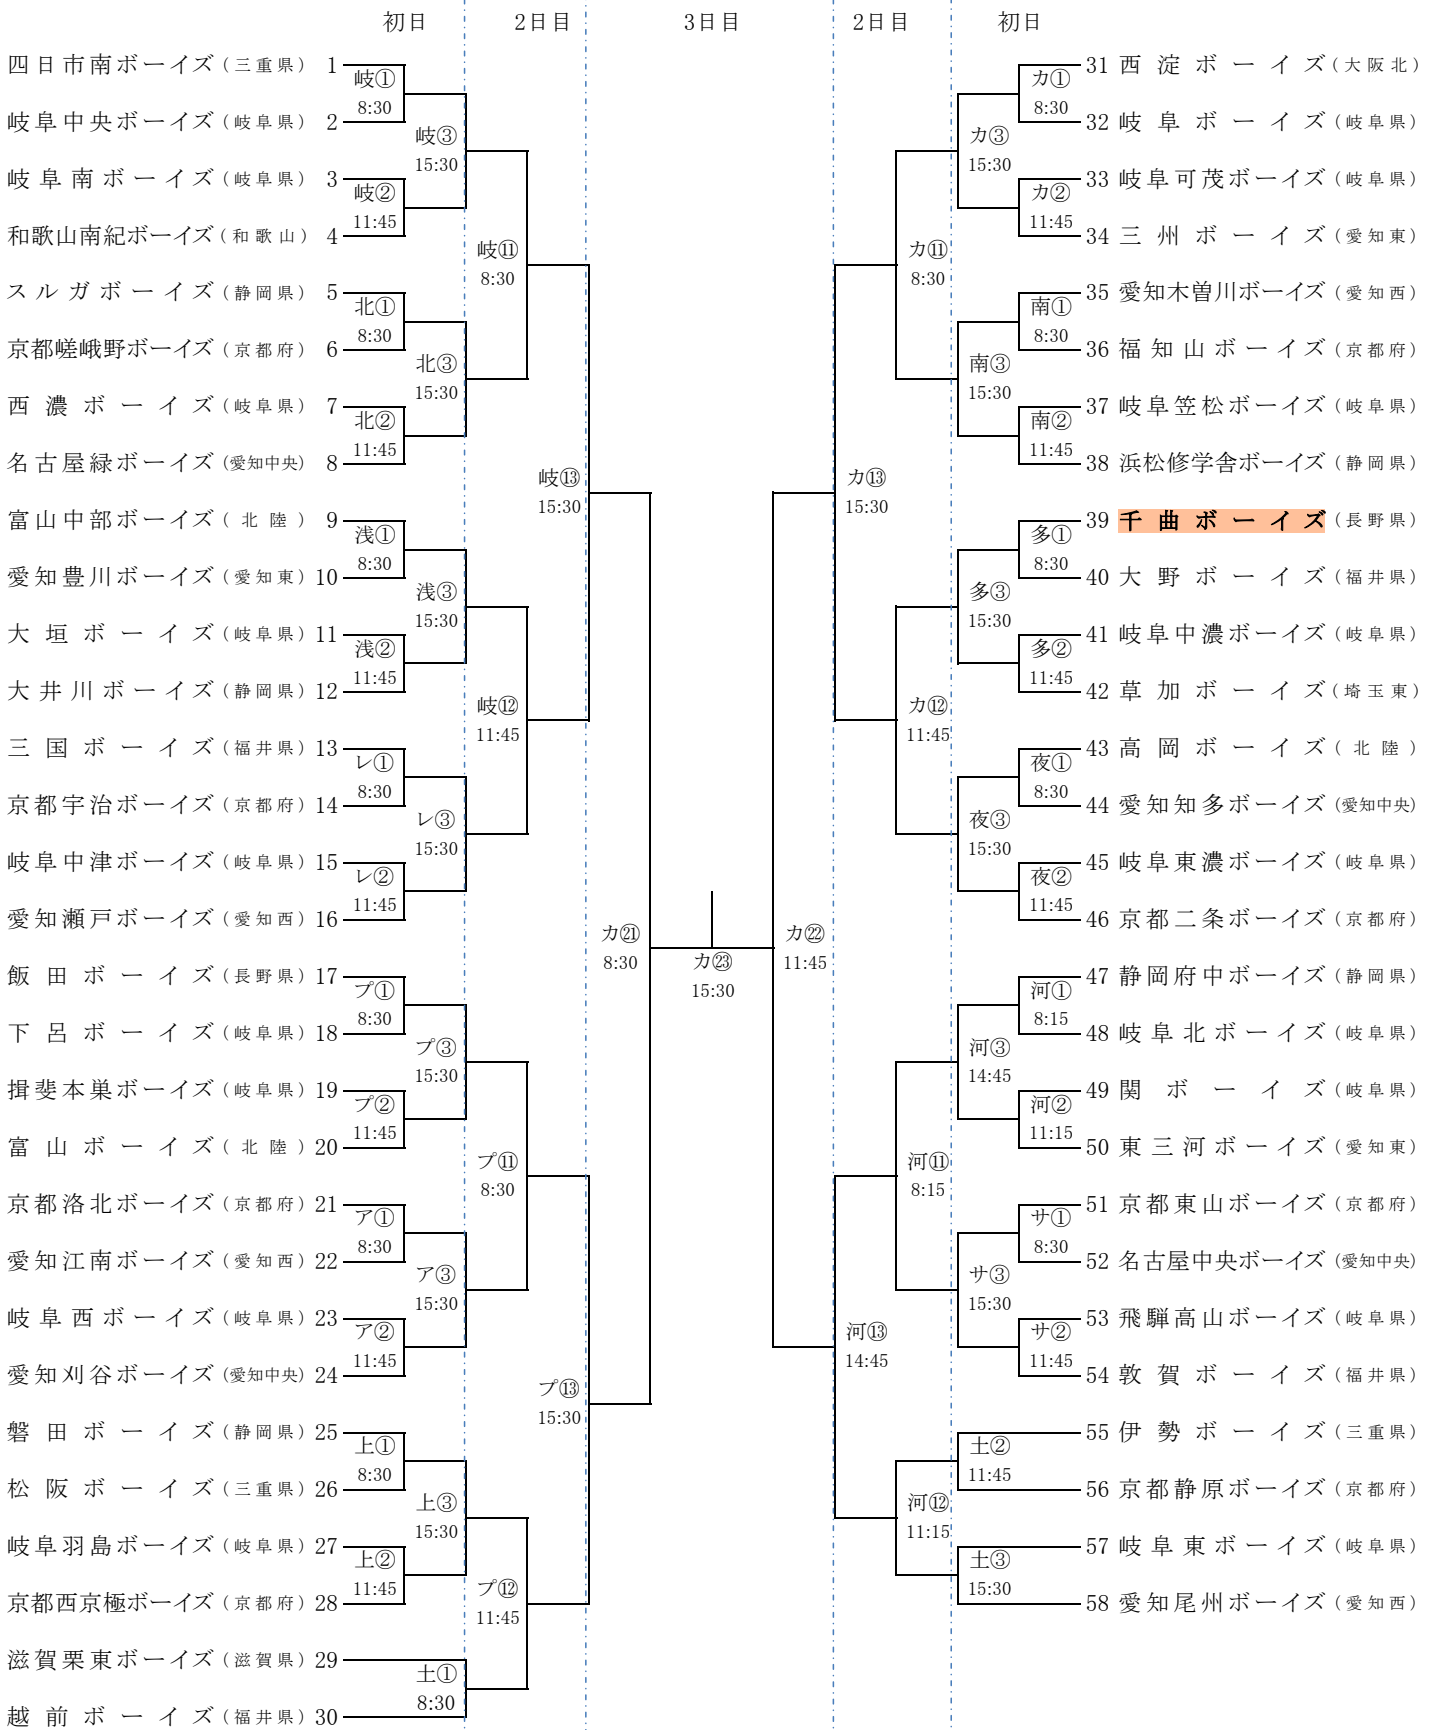 初日 2日目 3日目 2日目 初日
四日市南ボーイズ(三重県) 1
岐① 8:30
岐阜中央ボーイズ(岐阜県) 2
岐③ 15:30
岐阜南ボーイズ(岐阜県) 3
岐② 11:45
和歌山南紀ボーイズ(和歌山) 4
岐⑪ 8:30
スルガボーイズ(静岡県) 5
北① 8:30
京都嵯峨野ボーイズ(京都府) 6
北③ 15:30
西濃ボーイズ(岐阜県) 7
北② 11:45
名古屋緑ボーイズ(愛知中央) 8
岐⑬ 15:30
富山中部ボーイズ(北陸) 9
浅① 8:30
愛知豊川ボーイズ(愛知東) 10
浅③ 15:30
大垣ボーイズ(岐阜県) 11
浅② 11:45
大井川ボーイズ(静岡県) 12
岐⑫ 11:45
三国ボーイズ(福井県) 13
レ① 8:30
京都宇治ボーイズ(京都府) 14
レ③ 15:30
岐阜中津ボーイズ(岐阜県) 15
レ② 11:45
愛知瀬戸ボーイズ(愛知西) 16
カ㉑ 8:30
飯田ボーイズ(長野県) 17
プ① 8:30
下呂ボーイズ(岐阜県) 18
プ③ 15:30
揖斐本巣ボーイズ(岐阜県) 19
プ② 11:45
富山ボーイズ(北陸) 20
プ⑪ 8:30
京都洛北ボーイズ(京都府) 21
ア① 8:30
愛知江南ボーイズ(愛知西) 22
ア③ 15:30
岐阜西ボーイズ(岐阜県) 23
ア② 11:45
愛知刈谷ボーイズ(愛知中央) 24
プ⑬ 15:30
磐田ボーイズ(静岡県) 25
上① 8:30
松阪ボーイズ(三重県) 26
上③ 15:30
岐阜羽島ボーイズ(岐阜県) 27
上② 11:45
京都西京極ボーイズ(京都府) 28
プ⑫ 11:45
滋賀栗東ボーイズ(滋賀県) 29
土① 8:30
越前ボーイズ(福井県) 30
カ㉓ 15:30
31 西淀ボーイズ(大阪北)
カ① 8:30
32 岐阜ボーイズ(岐阜県)
カ③ 15:30
33 岐阜可茂ボーイズ(岐阜県)
カ② 11:45
34 三州ボーイズ(愛知東)
カ⑪ 8:30
35 愛知木曽川ボーイズ(愛知西)
南① 8:30
36 福知山ボーイズ(京都府)
南③ 15:30
37 岐阜笠松ボーイズ(岐阜県)
南② 11:45
38 浜松修学舎ボーイズ(静岡県)
カ⑬ 15:30
39 千曲ボーイズ(長野県)
多① 8:30
40 大野ボーイズ(福井県)
多③ 15:30
41 岐阜中濃ボーイズ(岐阜県)
多② 11:45
42 草加ボーイズ(埼玉東)
カ⑫ 11:45
43 高岡ボーイズ(北陸)
夜① 8:30
44 愛知知多ボーイズ(愛知中央)
夜③ 15:30
45 岐阜東濃ボーイズ(岐阜県)
夜② 11:45
46 京都二条ボーイズ(京都府)
カ㉒ 11:45
47 静岡府中ボーイズ(静岡県)
河① 8:15
48 岐阜北ボーイズ(岐阜県)
河③ 14:45
49 関ボーイズ(岐阜県)
河② 11:15
50 東三河ボーイズ(愛知東)
河⑪ 8:15
51 京都東山ボーイズ(京都府)
サ① 8:30
52 名古屋中央ボーイズ(愛知中央)
サ③ 15:30
53 飛騨高山ボーイズ(岐阜県)
サ② 11:45
54 敦賀ボーイズ(福井県)
河⑬ 14:45
55 伊勢ボーイズ(三重県)
土② 11:45
56 京都静原ボーイズ(京都府)
河⑫ 11:15
57 岐阜東ボーイズ(岐阜県)
土③ 15:30
58 愛知尾州ボーイズ(愛知西)